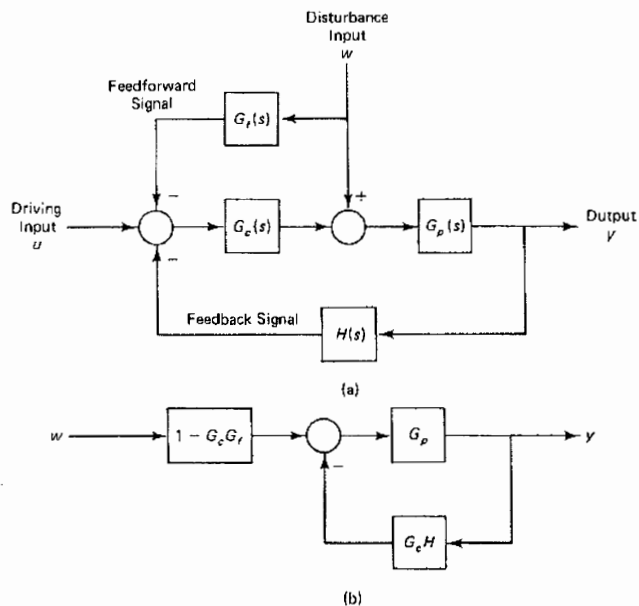 Disturbance
Input
w
Feedforward
Signal
G_f(s)
−
+
Driving
Input
u
G_c(s)
G_p(s)
Output
y
−
Feedback Signal
H(s)
(a)
w
1 − G_cG_f
G_p
y
−
G_cH
(b)